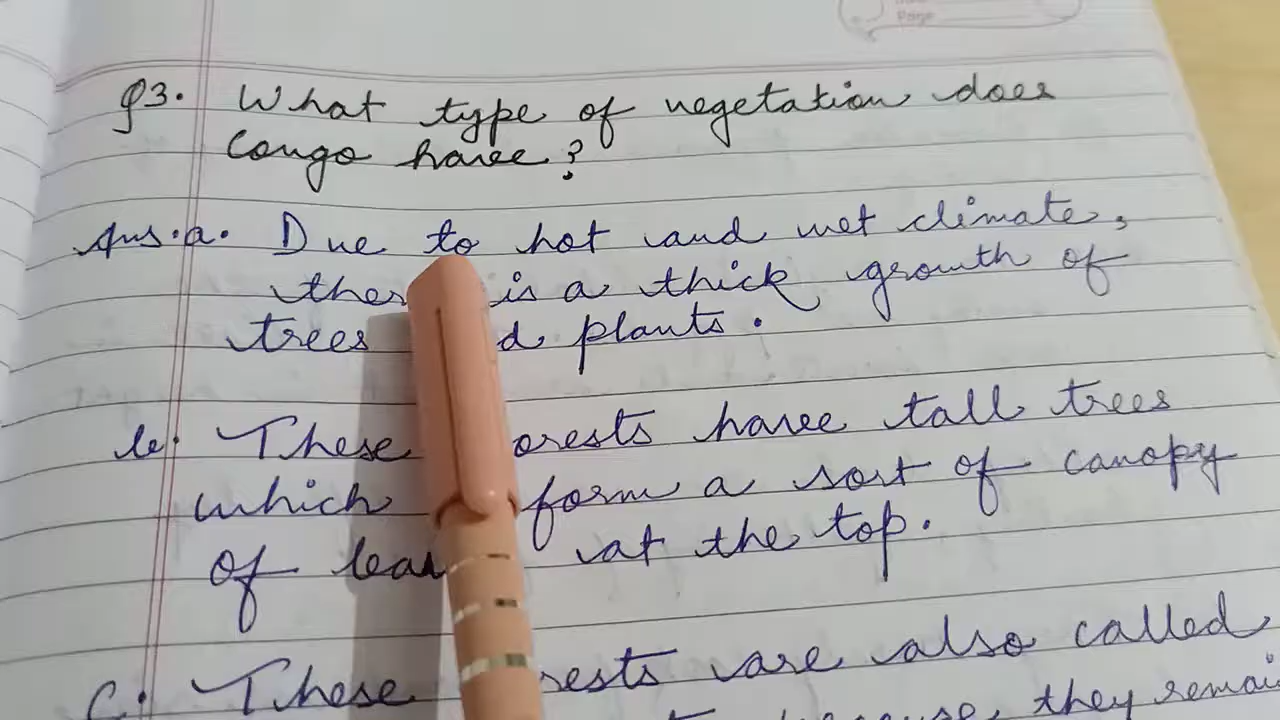 Page
Q3. What type of vegetation does
Congo have?
Ans.a. Due to hot and wet climate,
is a thick growth of
trees plants.
b. These have tall trees
which form a sort of canopy
of at the top.
C. These are also called
they